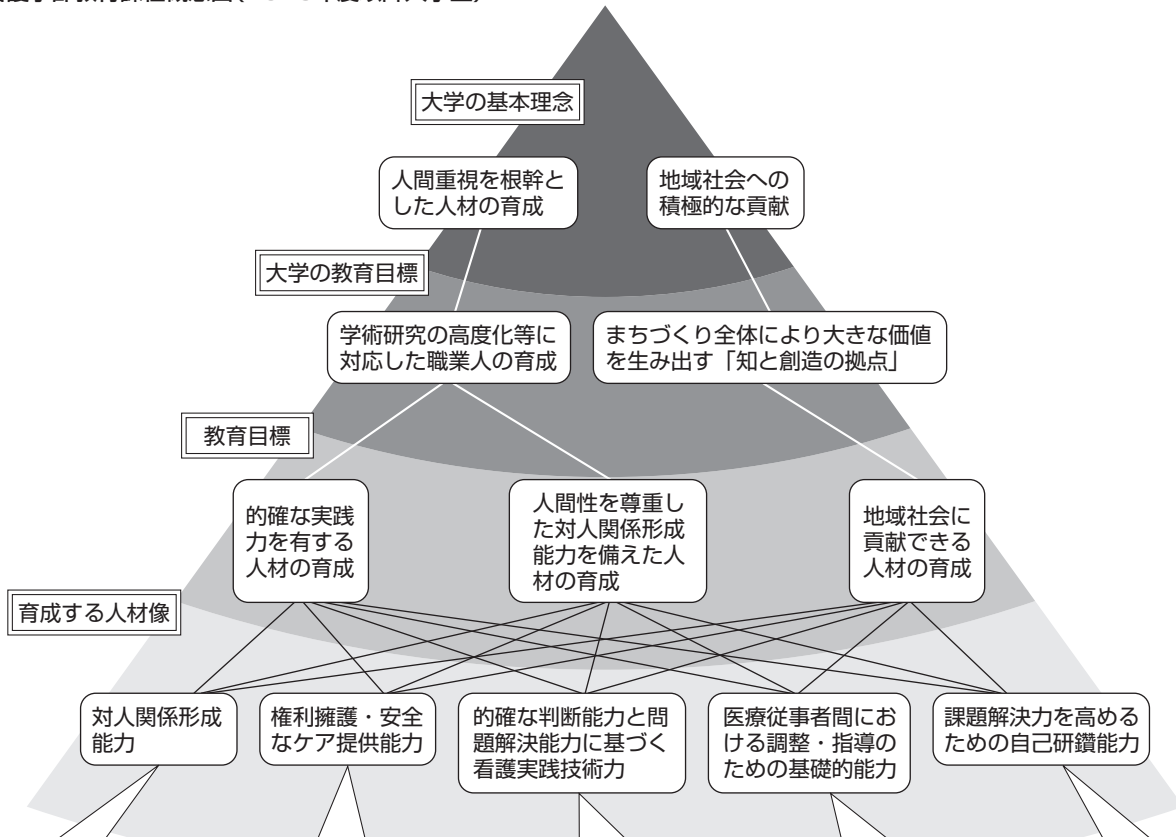 大学の基本理念
人間重視を根幹と
した人材の育成
地域社会への
積極的な貢献
大学の教育目標
学術研究の高度化等に
対応した職業人の育成
まちづくり全体により大きな価値
を生み出す「知と創造の拠点」
教育目標
的確な実践
力を有する
人材の育成
人間性を尊重し
た対人関係形成
能力を備えた人
材の育成
地域社会に
貢献できる
人材の育成
育成する人材像
対人関係形成
能力
権利擁護・安全
なケア提供能力
的確な判断能力と問
題解決能力に基づく
看護実践技術力
医療従事者間にお
ける調整・指導の
ための基礎的能力
課題解決力を高める
ための自己研鑽能力